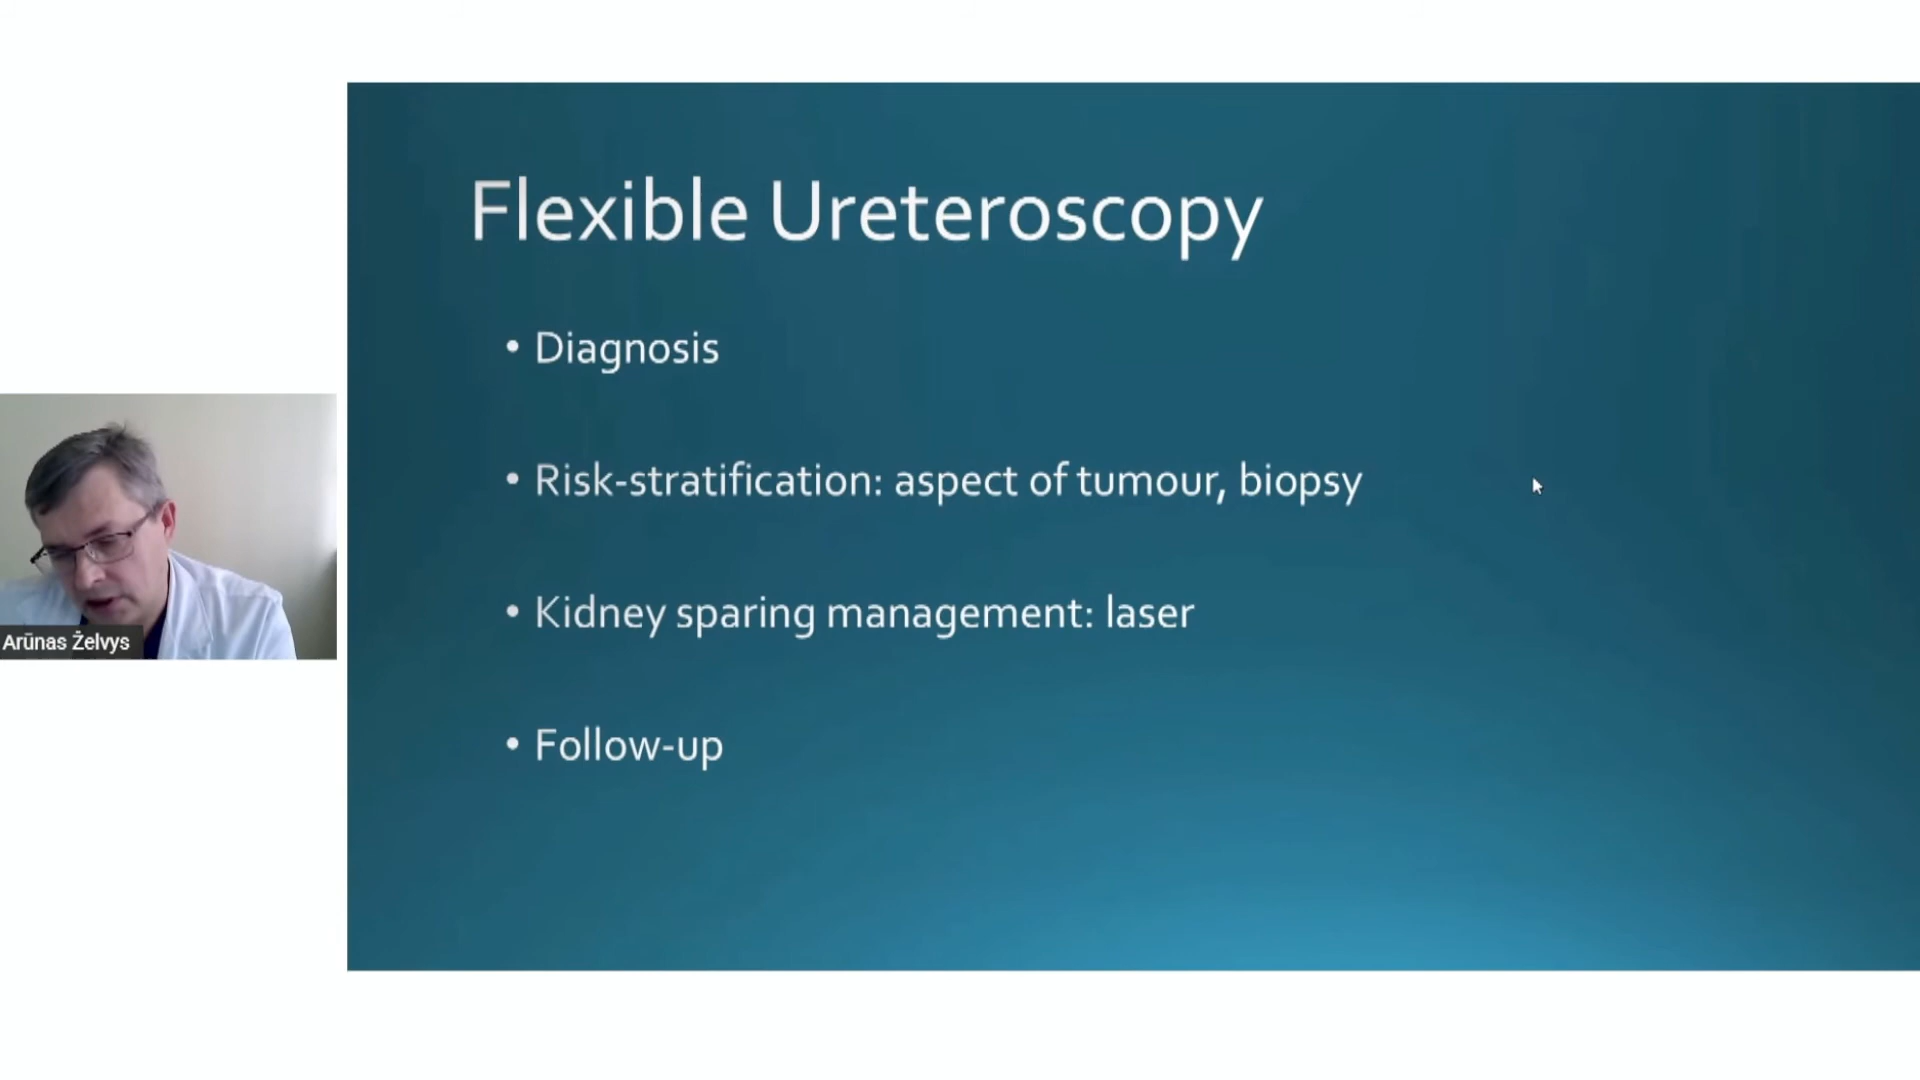 Flexible Ureteroscopy
• Diagnosis
• Risk-stratification: aspect of tumour, biopsy
• Kidney sparing management: laser
• Follow-up
Arūnas Želvys